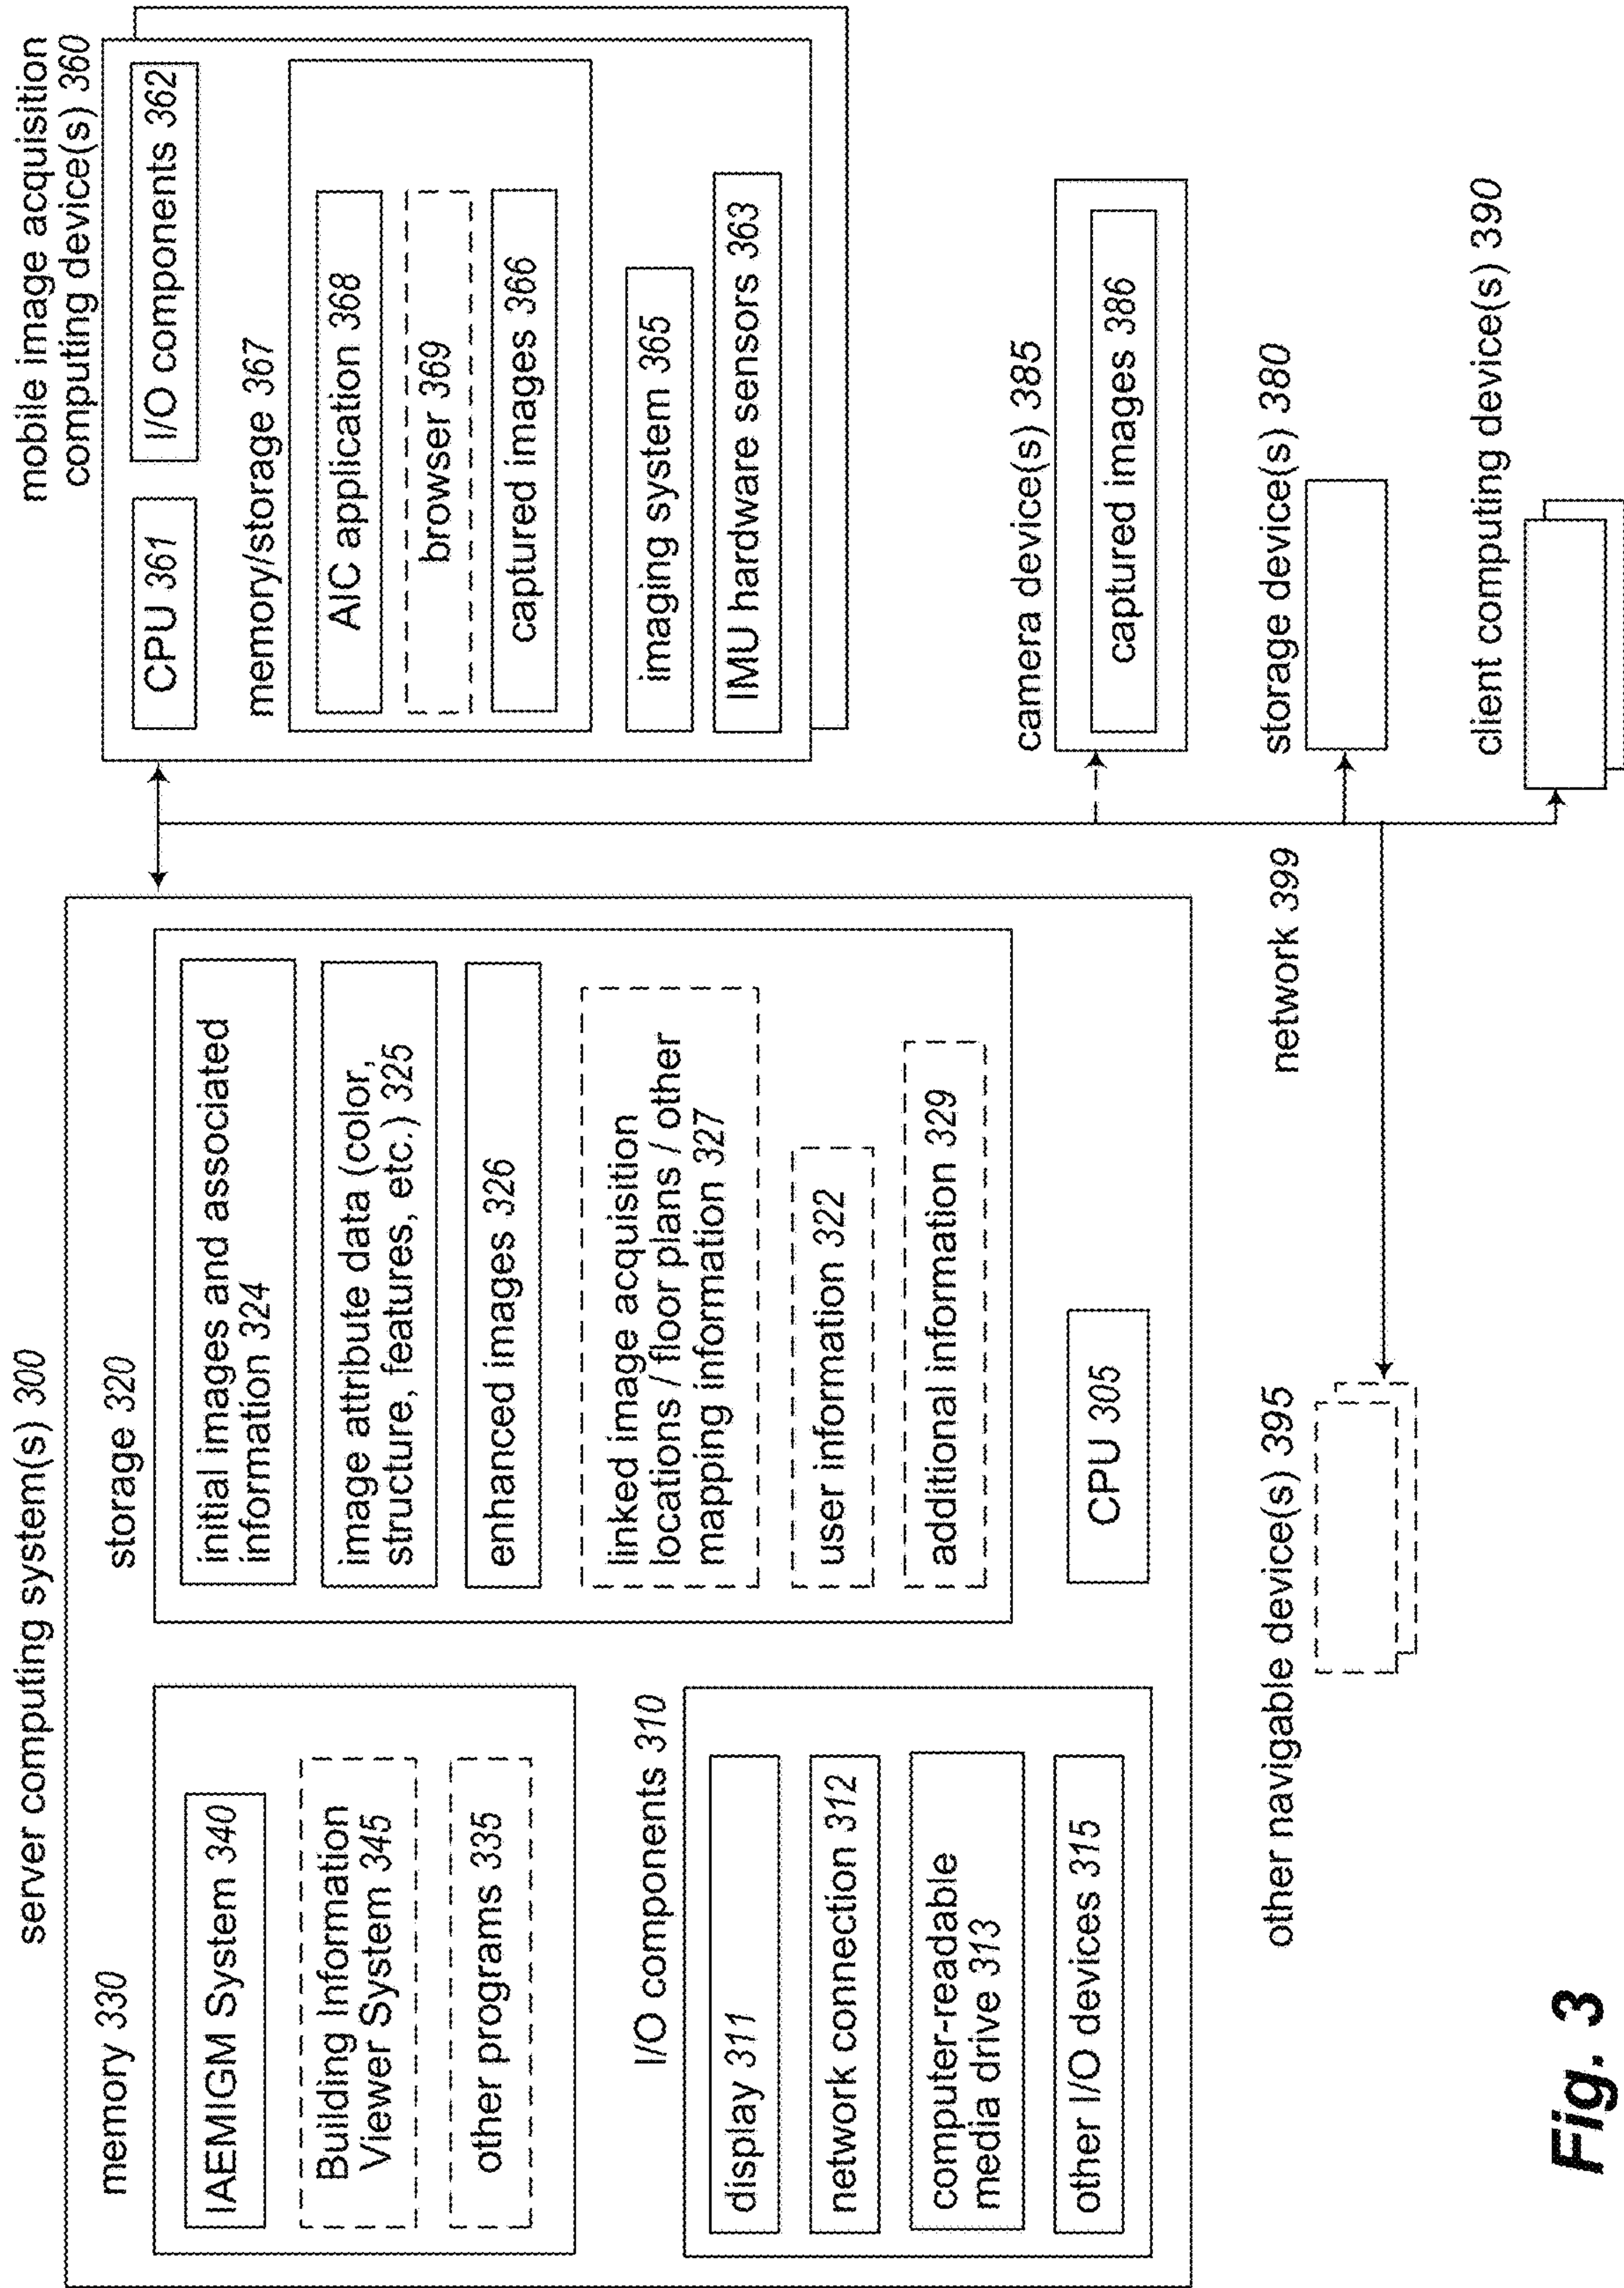 server computing system(s) 300
memory 330
IAEMIGM System 340
Building Information
Viewer System 345
other programs 335
I/O components 310
display 311
network connection 312
computer-readable
media drive 313
other I/O devices 315
storage 320
initial images and associated
information 324
image attribute data (color,
structure, features, etc.) 325
enhanced images 326
linked image acquisition
locations / floor plans / other
mapping information 327
user information 322
additional information 329
CPU 305
mobile image acquisition
computing device(s) 360
CPU 361
I/O components 362
memory/storage 367
AIC application 368
browser 369
captured images 366
imaging system 365
IMU hardware sensors 363
camera device(s) 385
captured images 386
storage device(s) 380
client computing device(s) 390
network 399
other navigable device(s) 395
Fig. 3